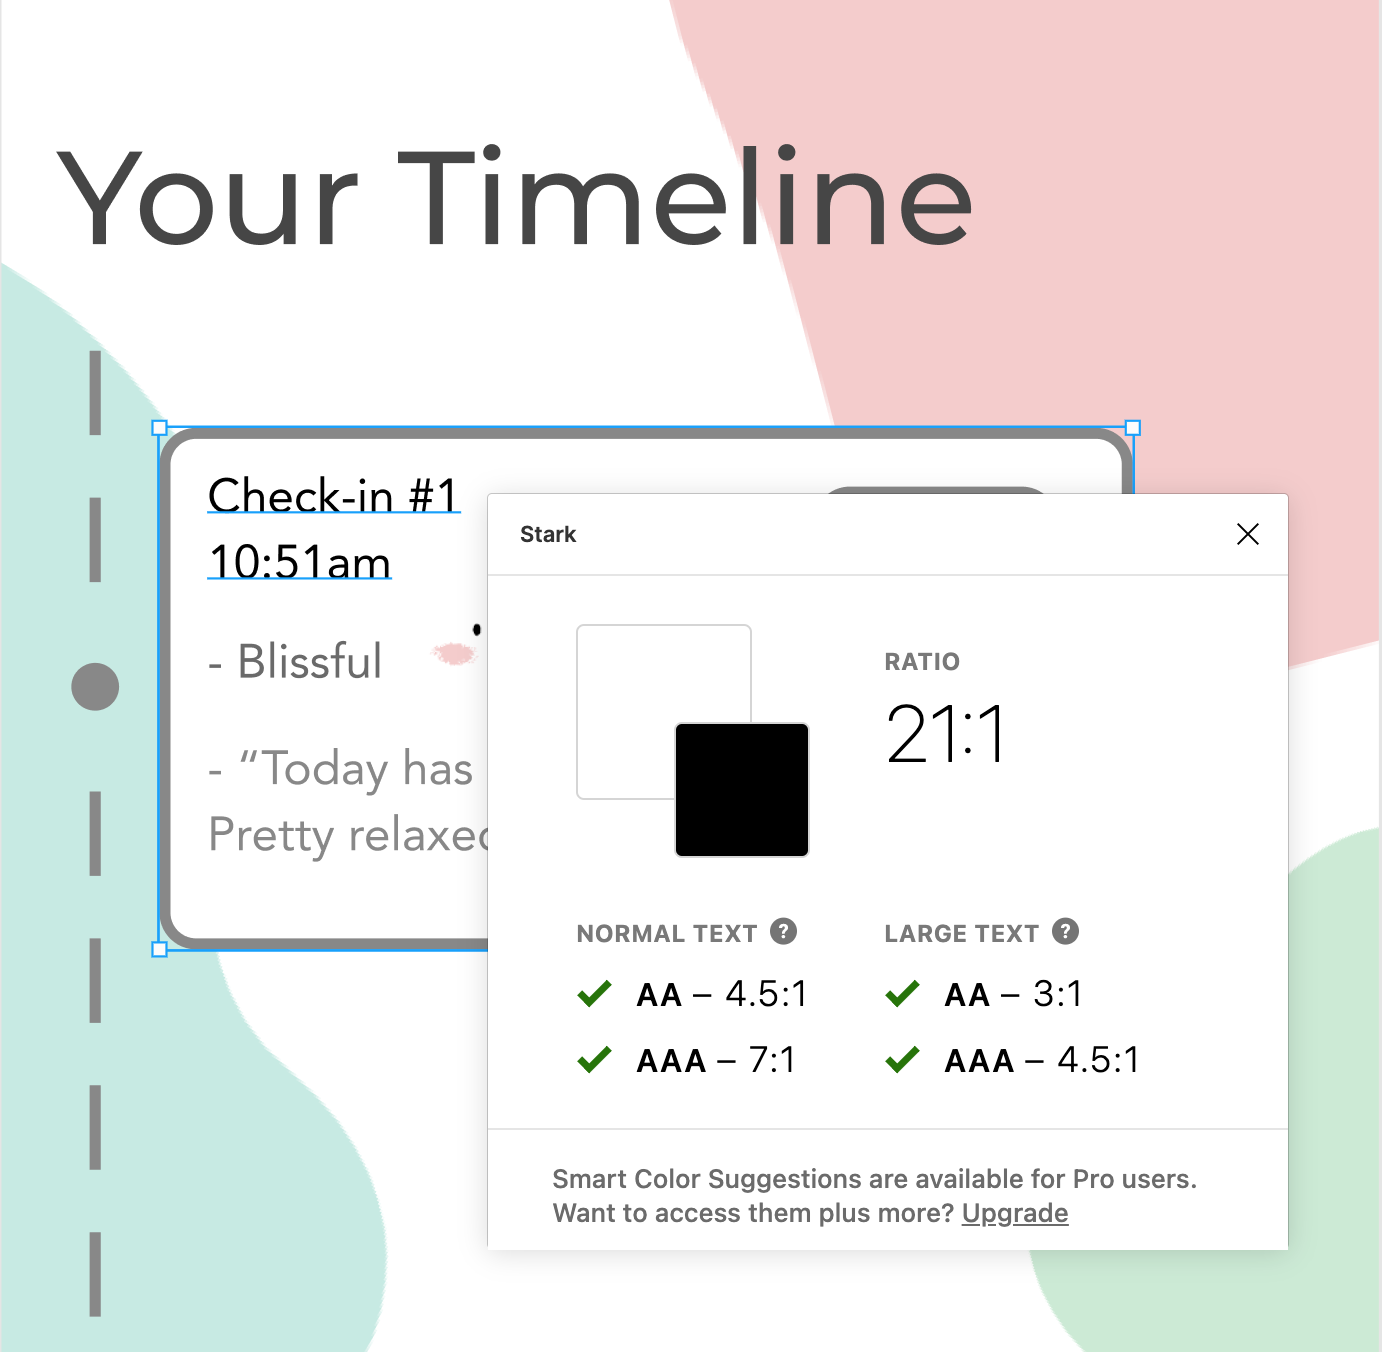 Your Timeline
Check-in #1
10:51am
- Blissful
- “Today has
Pretty relaxed
Stark
RATIO
21:1
NORMAL TEXT ?
AA – 4.5:1
AAA – 7:1
LARGE TEXT ?
AA – 3:1
AAA – 4.5:1
Smart Color Suggestions are available for Pro users.
Want to access them plus more? Upgrade